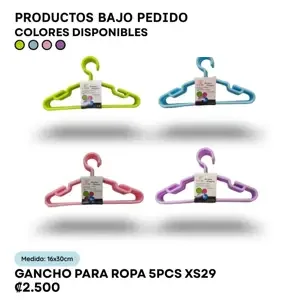 PRODUCTOS BAJO PEDIDO
COLORES DISPONIBLES
Medida: 16x30cm
GANCHO PARA ROPA 5PCS XS29
₡2.500